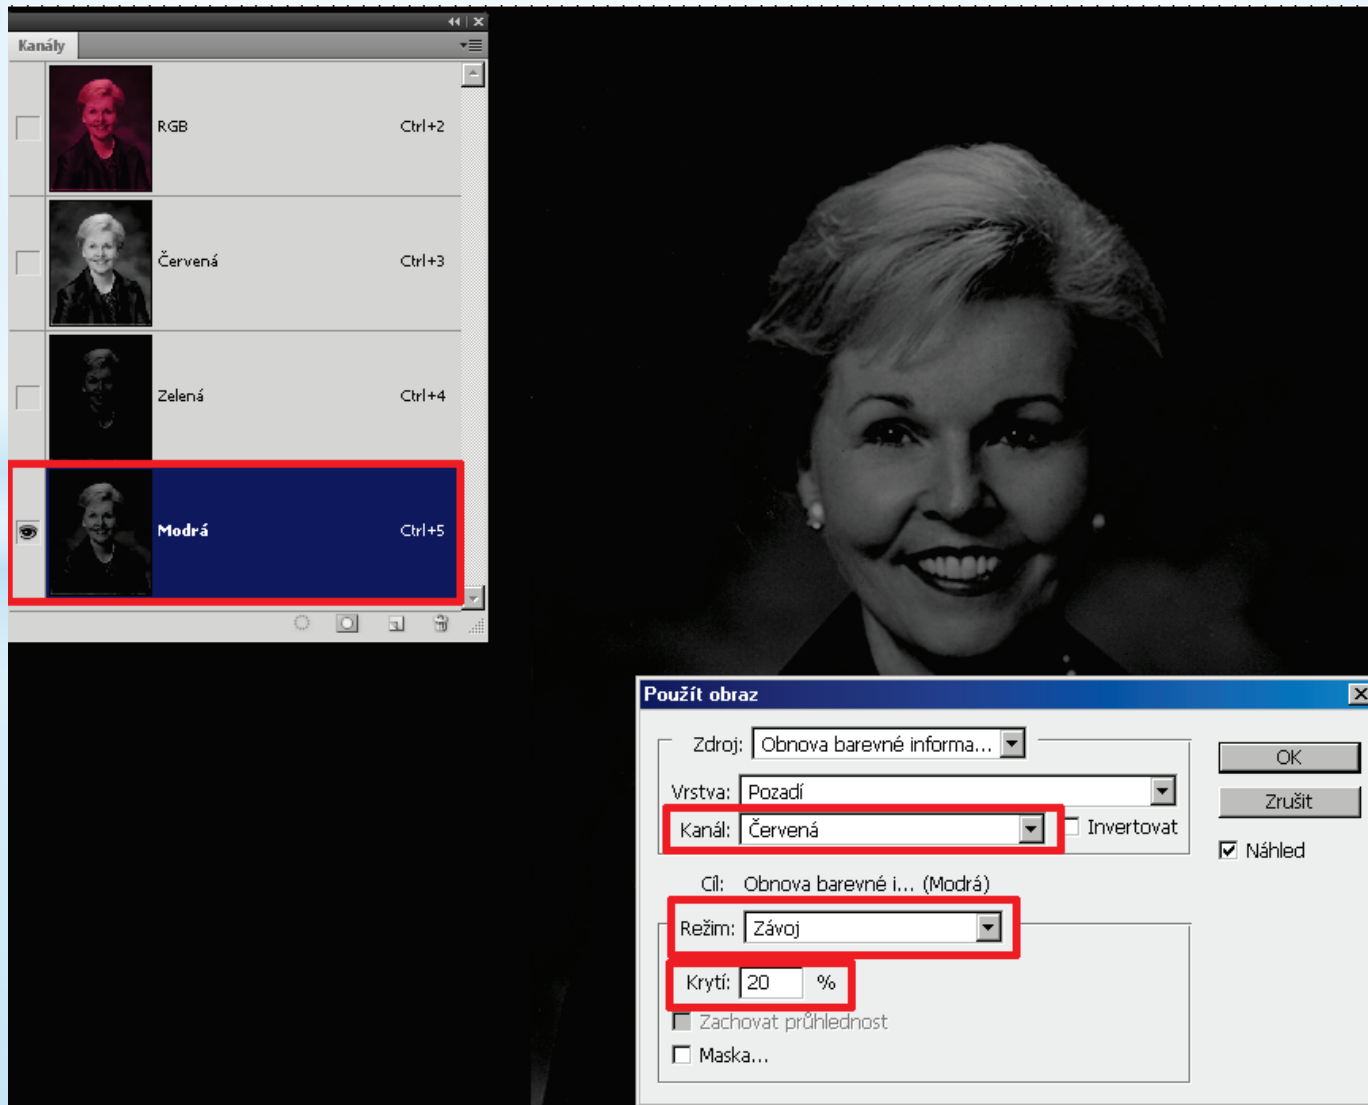 Kanály
RGB Ctrl+2
Červená Ctrl+3
Zelená Ctrl+4
Modrá Ctrl+5
Použít obraz
Zdroj: Obnova barevné informa...
OK
Vrstva: Pozadí
Zrušit
Kanál: Červená Invertovat
Náhled
Cíl: Obnova barevné i... (Modrá)
Režim: Závoj
Krytí: 20 %
Zachovat průhlednost
Maska...